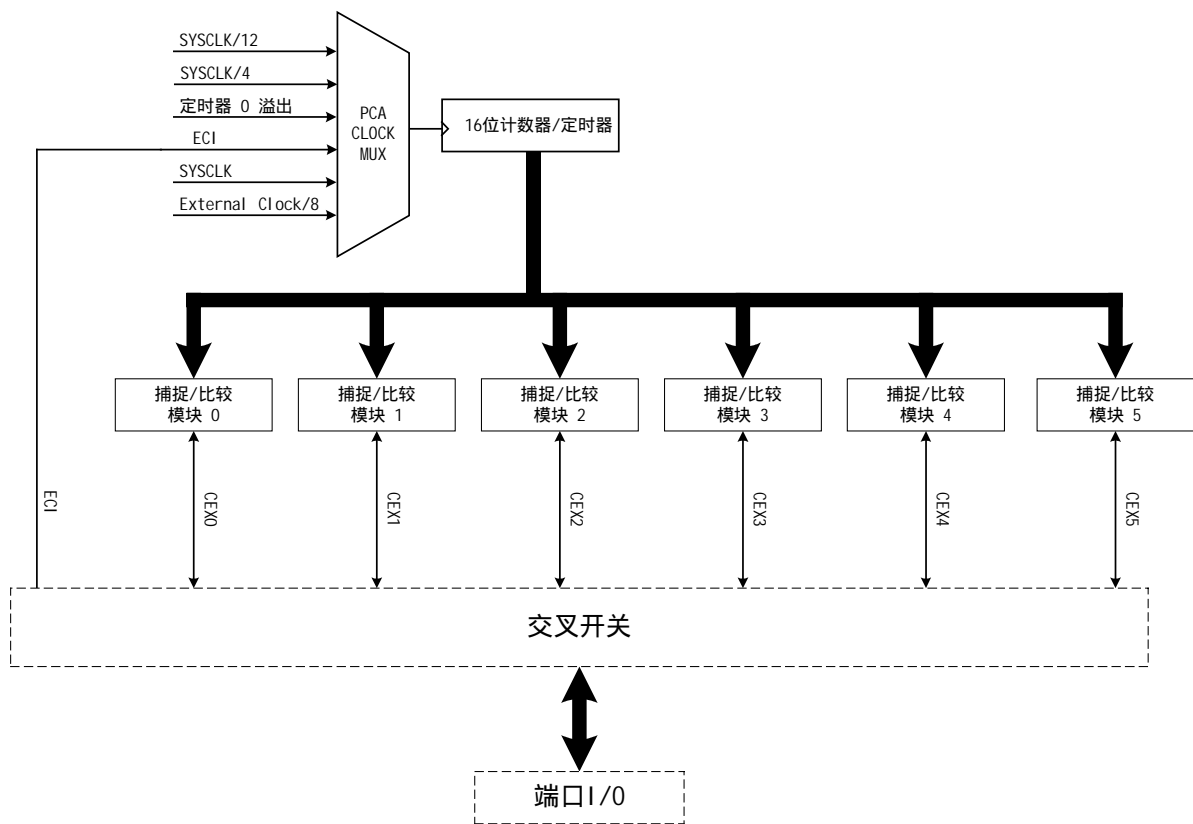 SYSCLK/12
SYSCLK/4
定时器 0 溢出
ECI
SYSCLK
External Clock/8
PCA
CLOCK
MUX
16位计数器/定时器
捕捉/比较
模块 0
捕捉/比较
模块 1
捕捉/比较
模块 2
捕捉/比较
模块 3
捕捉/比较
模块 4
捕捉/比较
模块 5
ECI
CEX0
CEX1
CEX2
CEX3
CEX4
CEX5
交叉开关
端口I/O